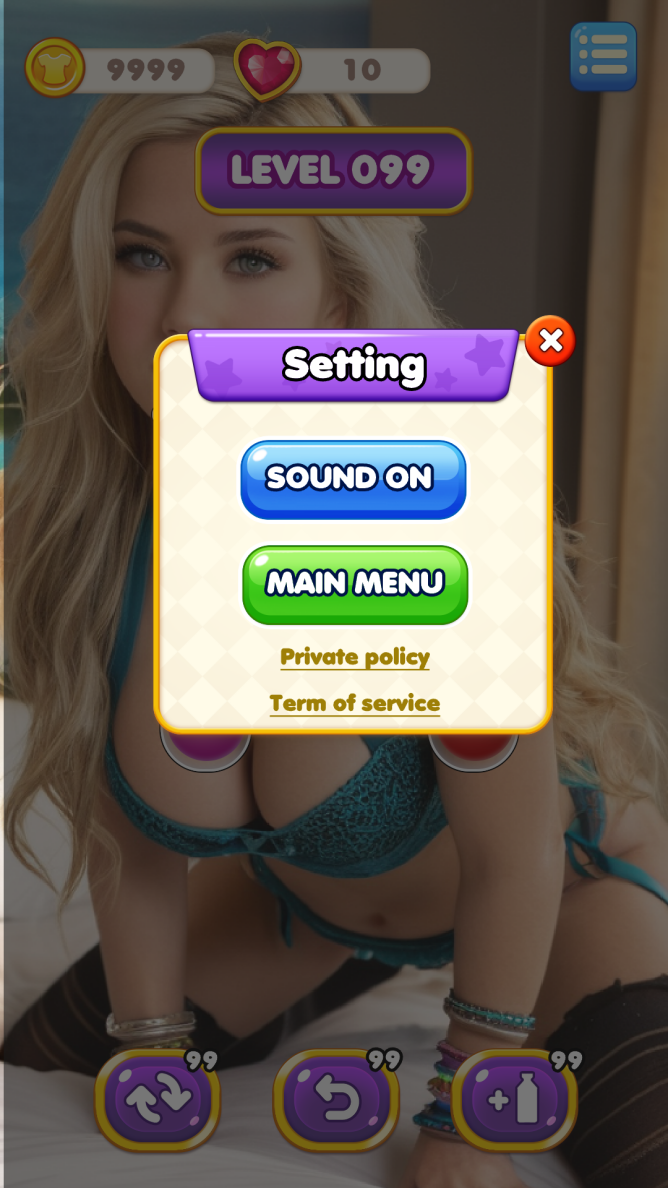 9999
10
LEVEL 099
Setting
SOUND ON
MAIN MENU
Private policy
Term of service
99
99
99